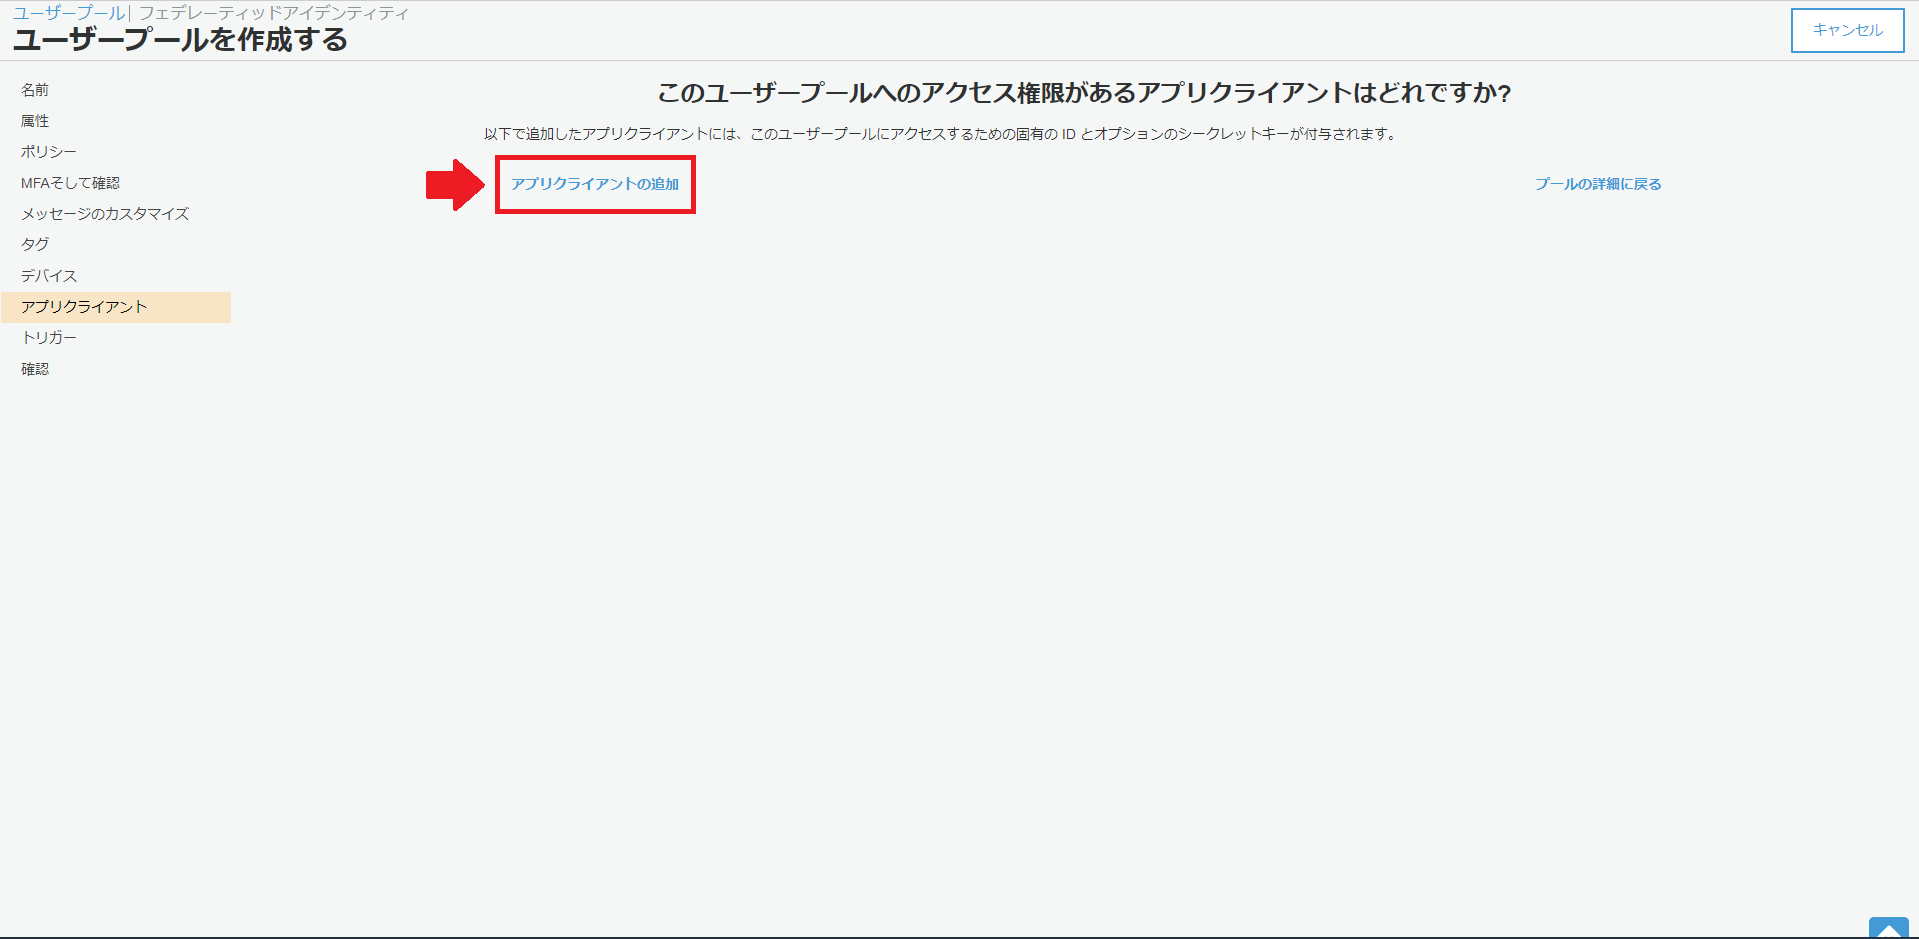 ユーザープール| フェデレーティッドアイデンティティ
ユーザープールを作成する
キャンセル
名前
属性
ポリシー
MFAそして確認
メッセージのカスタマイズ
タグ
デバイス
アプリクライアント
トリガー
確認
このユーザープールへのアクセス権限があるアプリクライアントはどれですか?
以下で追加したアプリクライアントには、このユーザープールにアクセスするための固有の ID とオプションのシークレットキーが付与されます。
アプリクライアントの追加
プールの詳細に戻る